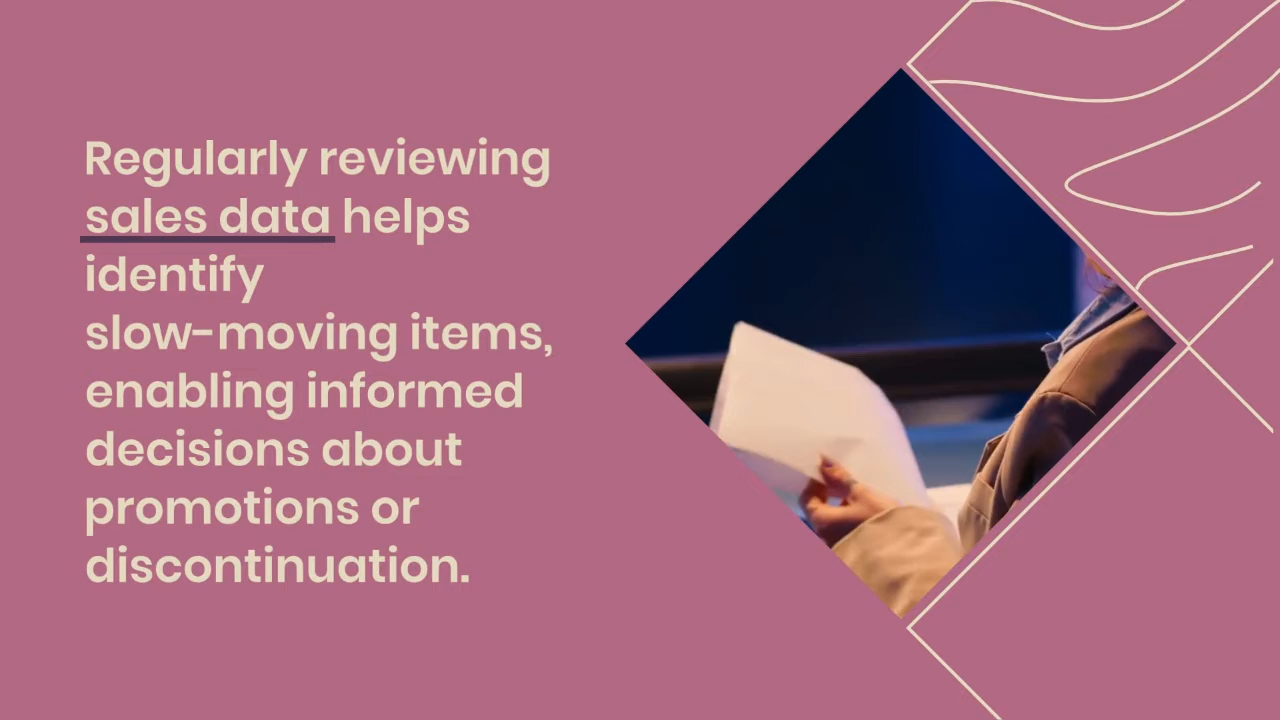 Regularly reviewing
sales data helps
identify
slow-moving items,
enabling informed
decisions about
promotions or
discontinuation.